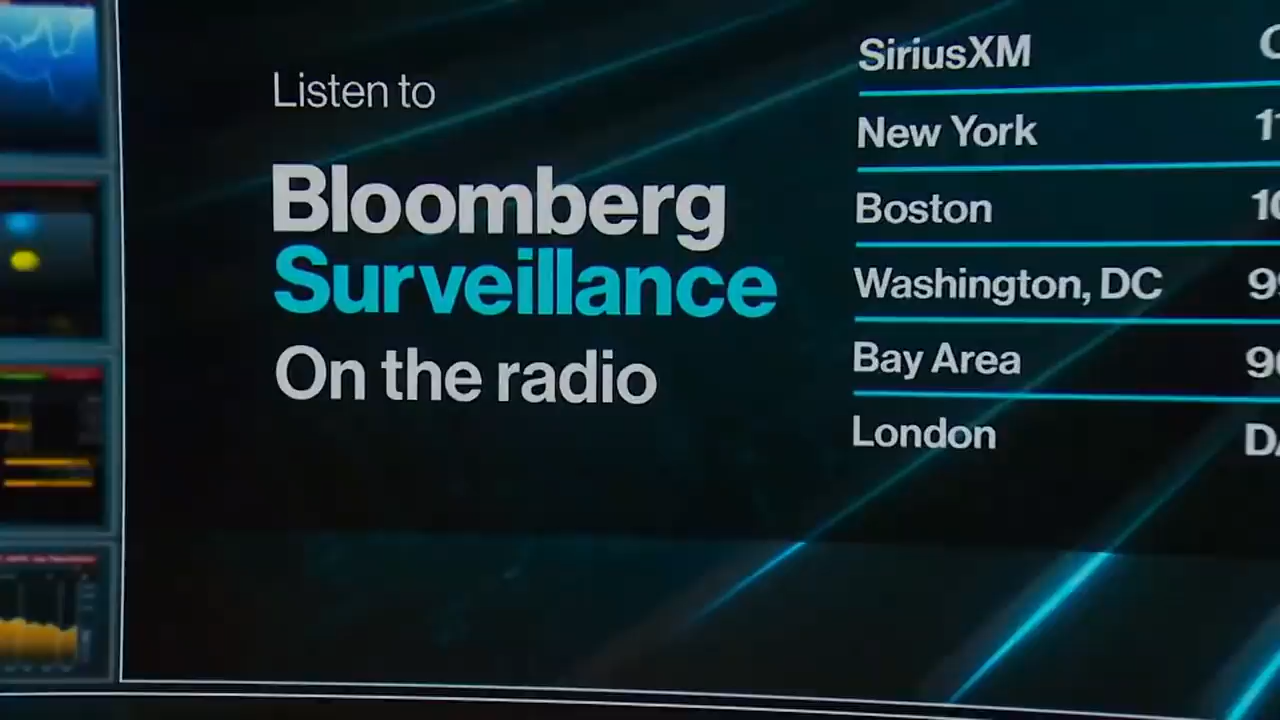 Listen to
Bloomberg
Surveillance
On the radio
SiriusXM
New York
Boston
Washington, DC
Bay Area
London